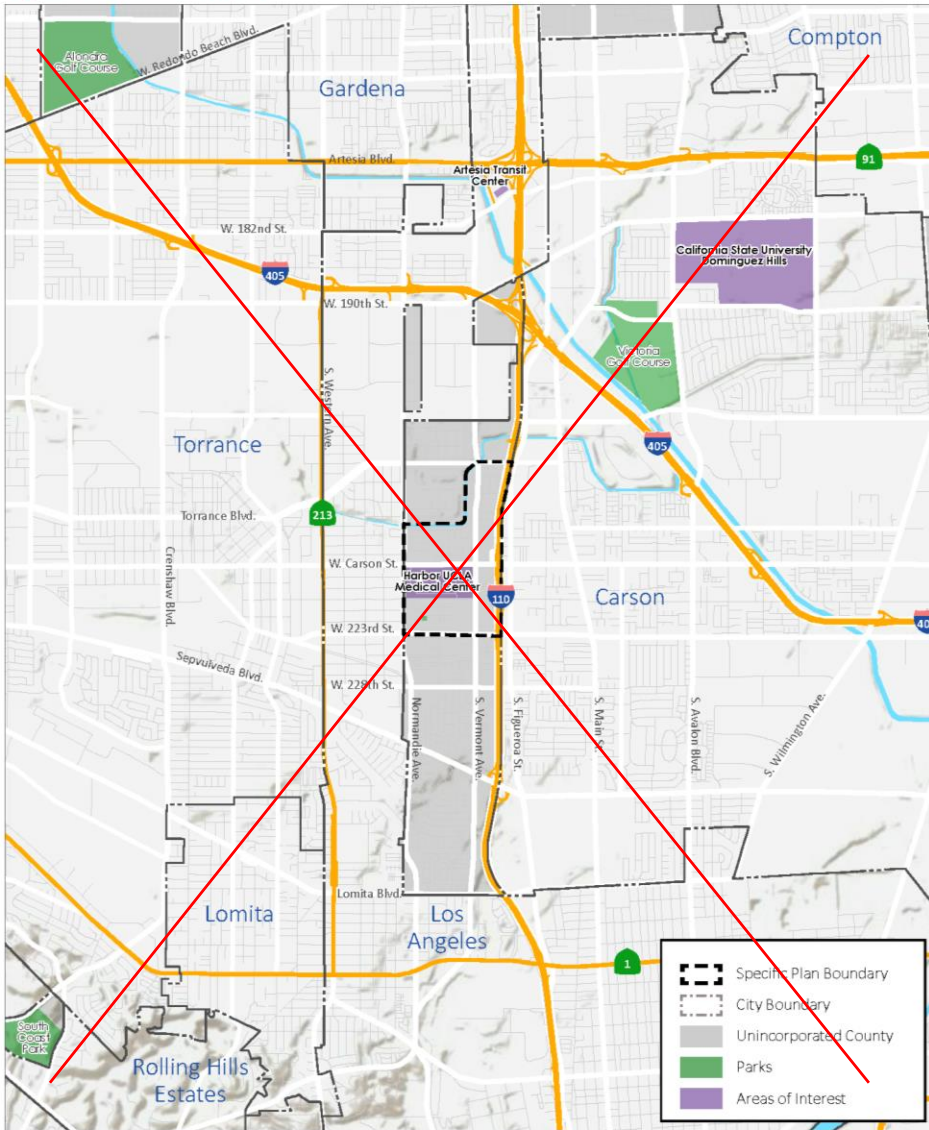 Compton
Alondra
Golf Course
W. Redondo Beach Blvd.
Gardena
Artesia Blvd.
91
Artesia Transit
Center
W. 182nd St.
California State University
Dominguez Hills
405
W. 190th St.
Victoria
Golf Course
S. Western Ave.
Torrance
405
213
Torrance Blvd.
W. Carson St.
Harbor UCLA
Medical Center
Crenshaw Blvd.
110
Carson
W. 223rd St.
Sepvulveda Blvd.
W. 228th St.
Normandie Ave.
S. Vermont Ave.
S. Figueroa St.
S. Main St.
S. Avalon Blvd.
S. Wilmington Ave.
Lomita Blvd.
Lomita
Los
Angeles
1
South
Coast
Park
Rolling Hills
Estates
Specific Plan Boundary
City Boundary
Unincorporated County
Parks
Areas of Interest